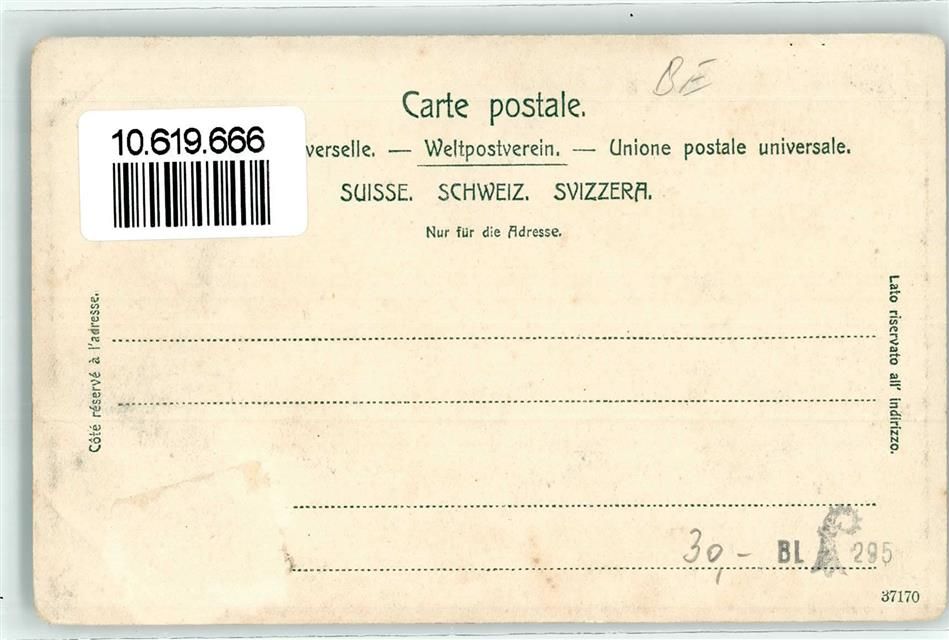 BE
Carte postale.
10.619.666
verselle. — Weltpostverein. — Unione postale universale.
SUISSE. SCHWEIZ. SVIZZERA.
Nur für die Adresse.
Côté réservé à l'adresse.
Lato riservato all' indirizzo.
30,- BL 295
37170